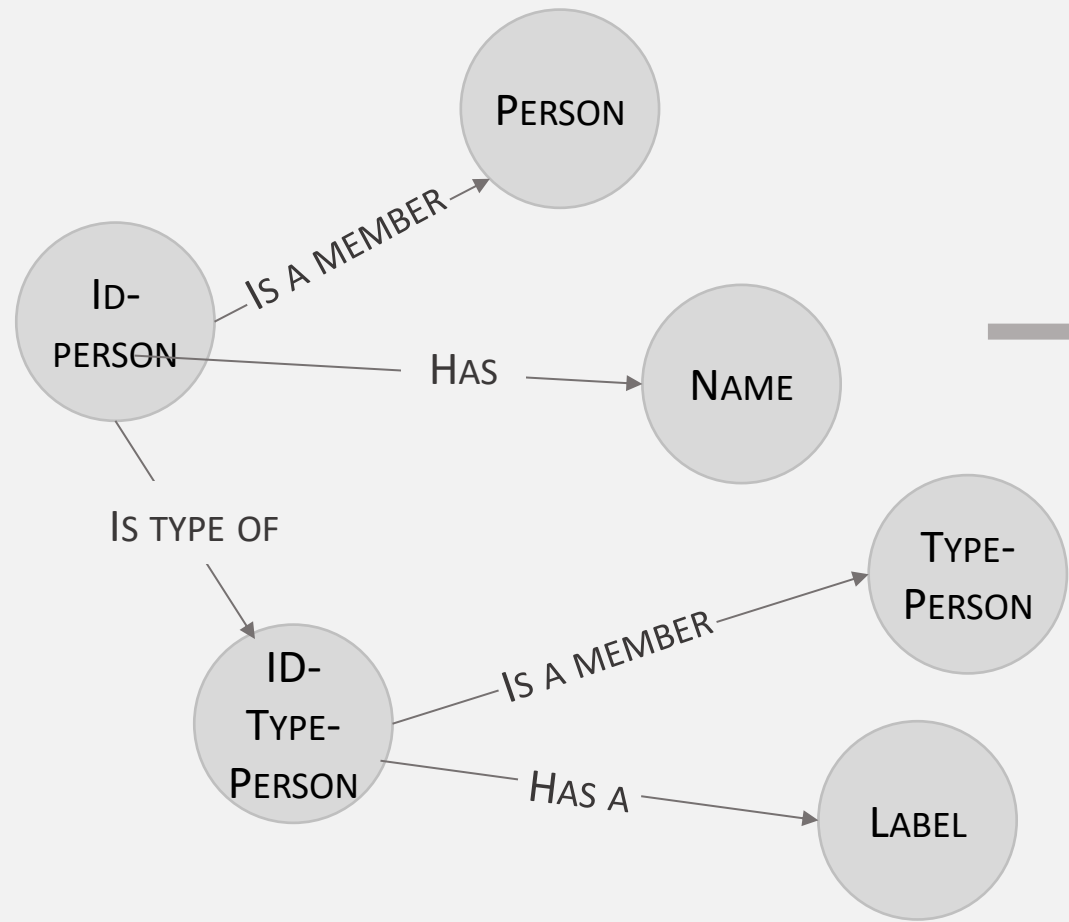 Person
Is a member
Id-
person
Has
Name
Is type of
Type-
Person
Is a member
ID-
Type-
Person
Has a
Label